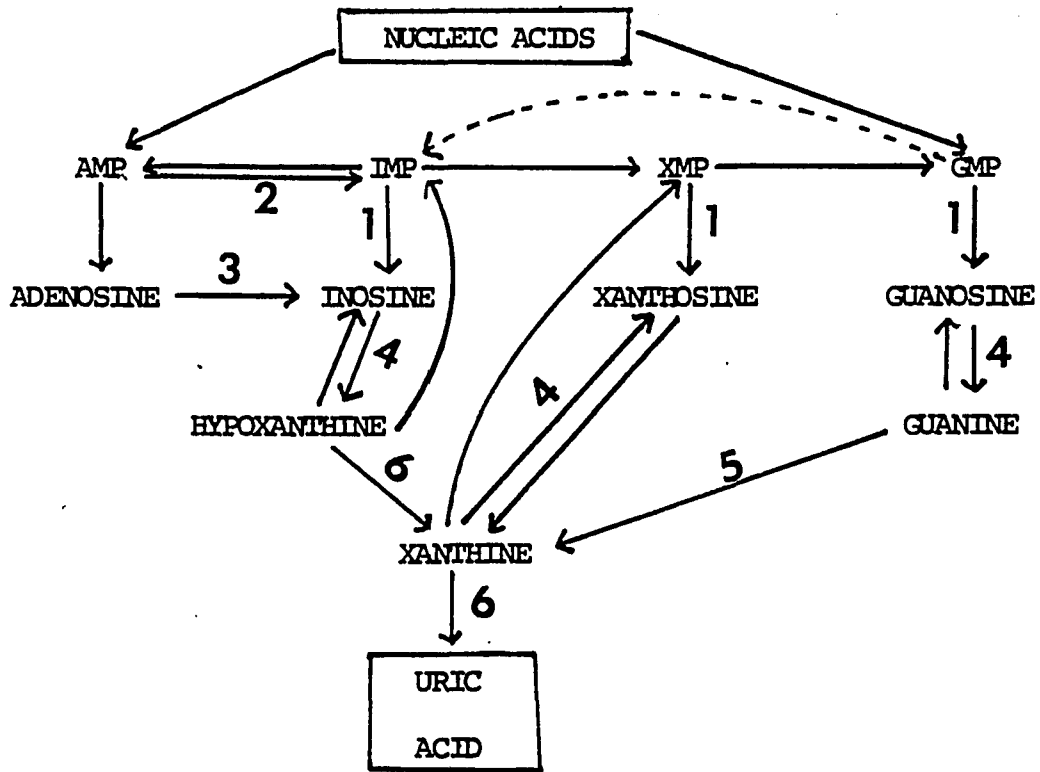 NUCLEIC ACIDS
AMP IMP XMP GMP
2
1 1 1
3
ADENOSINE INOSINE XANTHOSINE GUANOSINE
4 4 4
HYPOXANTHINE GUANINE
6 5
XANTHINE
6
URIC
ACID